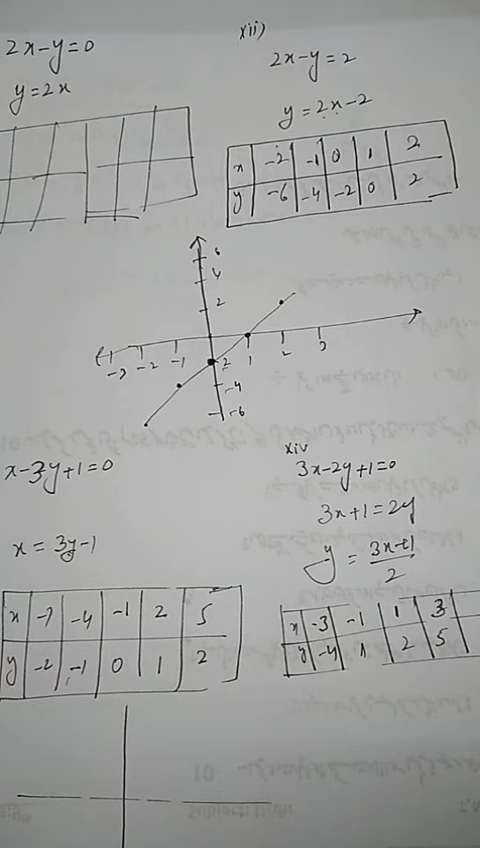 2x-y=0
y=2x
xii)
2x-y=2
y=2x-2
x -2 -1 0 1 2
y -6 -4 -2 0 2
6
4
2
-3 -2 -1 1 2 3
-2
-4
-6
x-3y+1=0
x=3y-1
x -7 -4 -1 2 5
y -2 -1 0 1 2
xiv
3x-2y+1=0
3x+1=2y
y=3x+1/2
x -3 -1 1 3
y -4 1 2 5